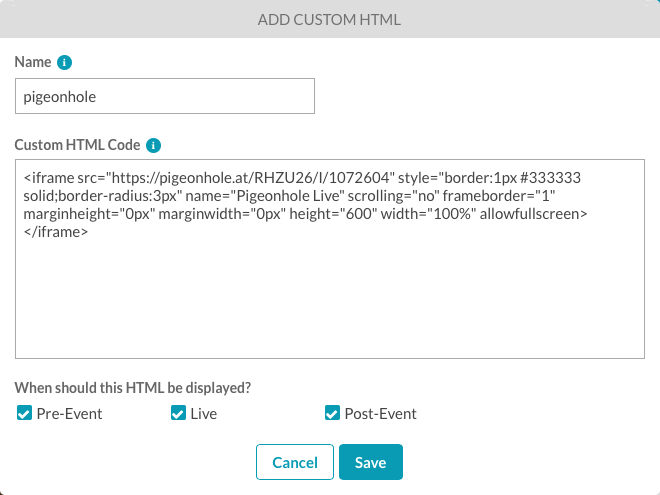 ADD CUSTOM HTML
Name i
pigeonhole
Custom HTML Code i
<iframe src="https://pigeonhole.at/RHZU26/I/1072604" style="border:1px #333333
solid;border-radius:3px" name="Pigeonhole Live" scrolling="no" frameborder="1"
marginheight="0px" marginwidth="0px" height="600" width="100%" allowfullscreen>
</iframe>
When should this HTML be displayed?
Pre-Event Live Post-Event
Cancel Save